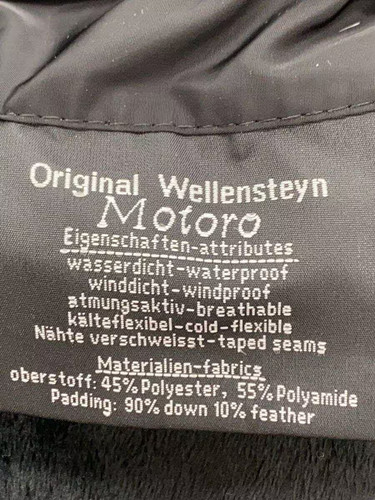 Original Wellensteyn
Motoro
Eigenschaften-attributes
wasserdicht-waterproof
winddicht-windproof
atmungsaktiv-breathable
kälteflexibel-cold-flexible
Nähte verschweisst-taped seams
Materialien-fabrics
oberstoff: 45% Polyester, 55% Polyamide
Padding: 90% down 10% feather